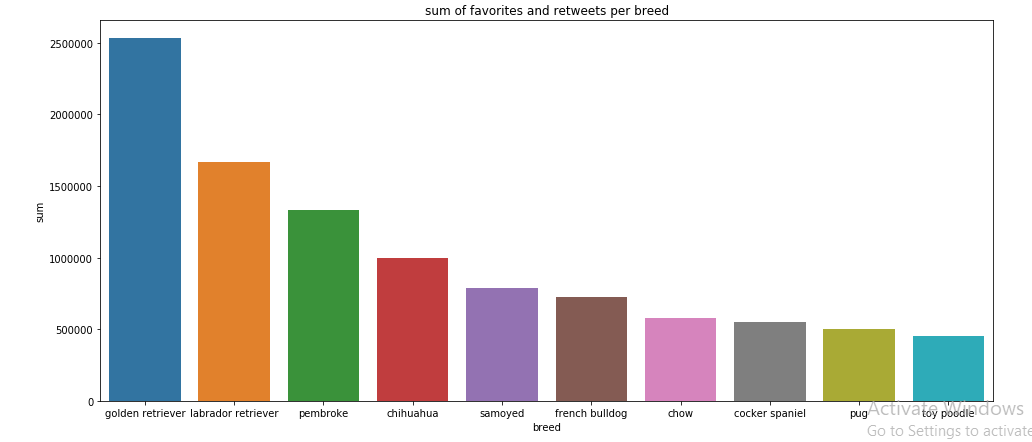 sum of favorites and retweets per breed
2500000
2000000
1500000
1000000
500000
0
sum
golden retriever labrador retriever pembroke chihuahua samoyed french bulldog chow cocker spaniel pug toy poodle
breed
Activate Windows
Go to Settings to activate